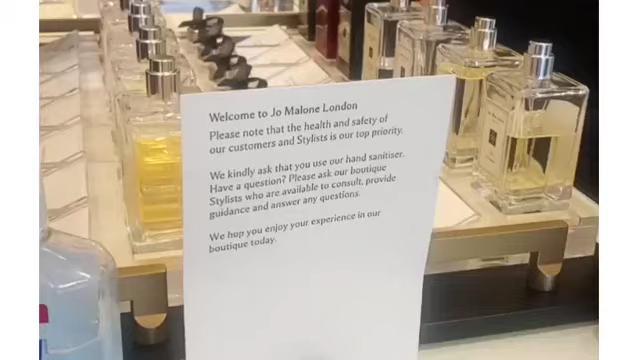 Welcome to Jo Malone London
Please note that the health and safety of
our customers and Stylists is our top priority.
We kindly ask that you use our hand sanitiser.
Have a question? Please ask our boutique
Stylists who are available to consult, provide
guidance and answer any questions.
We hop you enjoy your experience in our
boutique today.